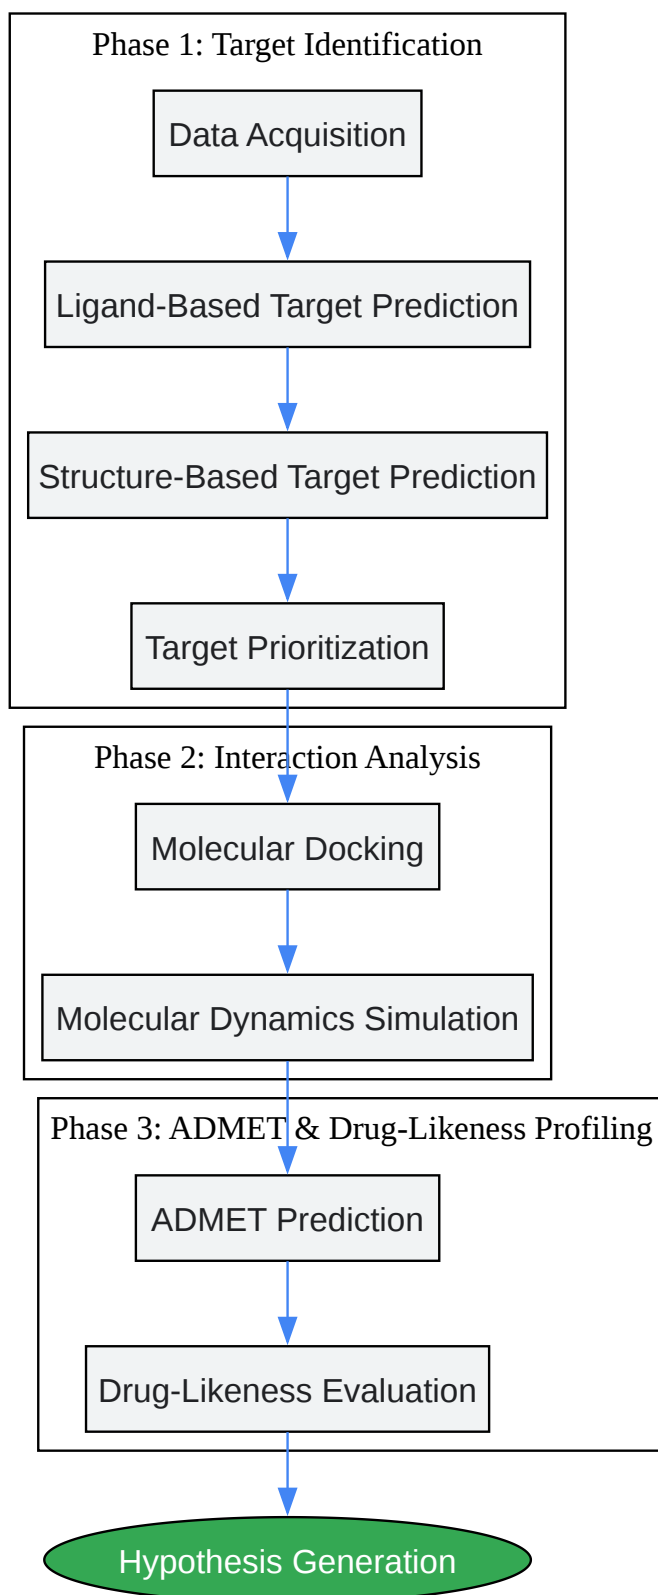 Phase 1: Target Identification
Data Acquisition
Ligand-Based Target Prediction
Structure-Based Target Prediction
Target Prioritization
Phase 2: Interaction Analysis
Molecular Docking
Molecular Dynamics Simulation
Phase 3: ADMET & Drug-Likeness Profiling
ADMET Prediction
Drug-Likeness Evaluation
Hypothesis Generation